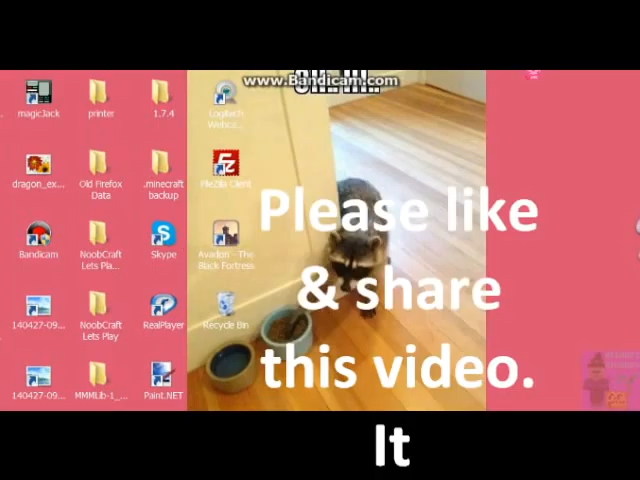 www.Bandicam.com
magicJack
printer
1.7.4
Logitech
Webca...
dragon_ex...
Old Firefox
Data
.minecraft
backup
FileZilla Client
Bandicam
NoobCraft
Lets Pla...
Skype
Avadon - The
Black Fortress
140427-09...
NoobCraft
Lets Play
RealPlayer
Recycle Bin
140427-09...
MMMLib-1_...
Paint.NET
Please like
& share
this video.
It